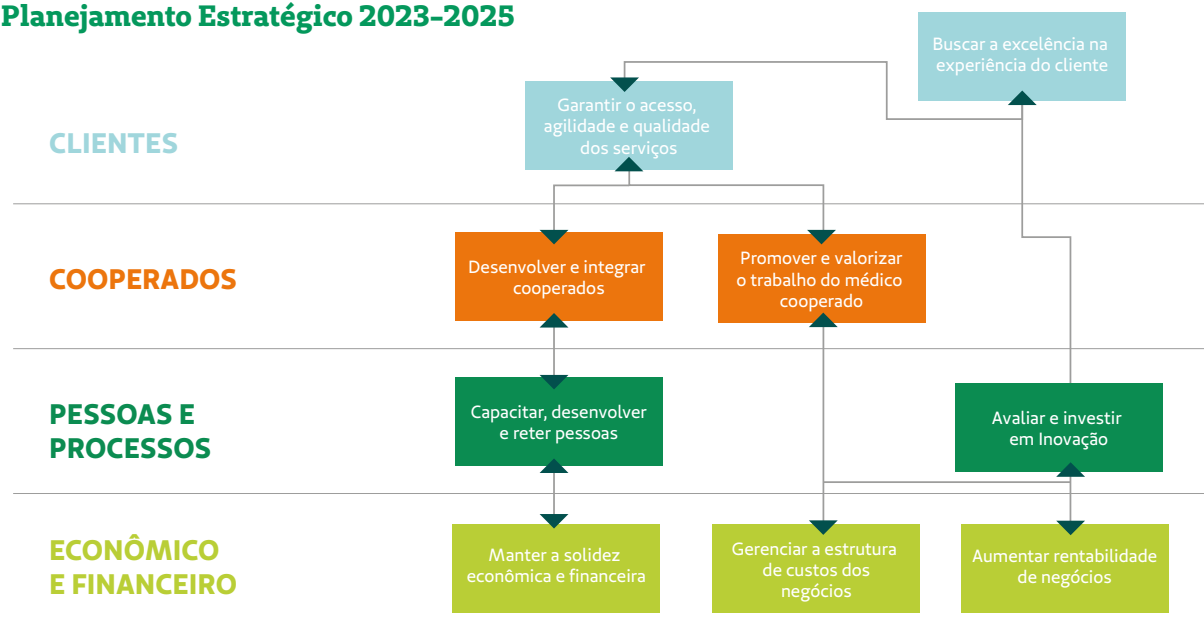 Planejamento Estratégico 2023-2025
Buscar a excelência na
experiência do cliente
CLIENTES
Garantir o acesso,
agilidade e qualidade
dos serviços
COOPERADOS
Desenvolver e integrar
cooperados
Promover e valorizar
o trabalho do médico
cooperado
PESSOAS E
PROCESSOS
Capacitar, desenvolver
e reter pessoas
Avaliar e investir
em Inovação
ECONÔMICO
E FINANCEIRO
Manter a solidez
econômica e financeira
Gerenciar a estrutura
de custos dos
negócios
Aumentar rentabilidade
de negócios